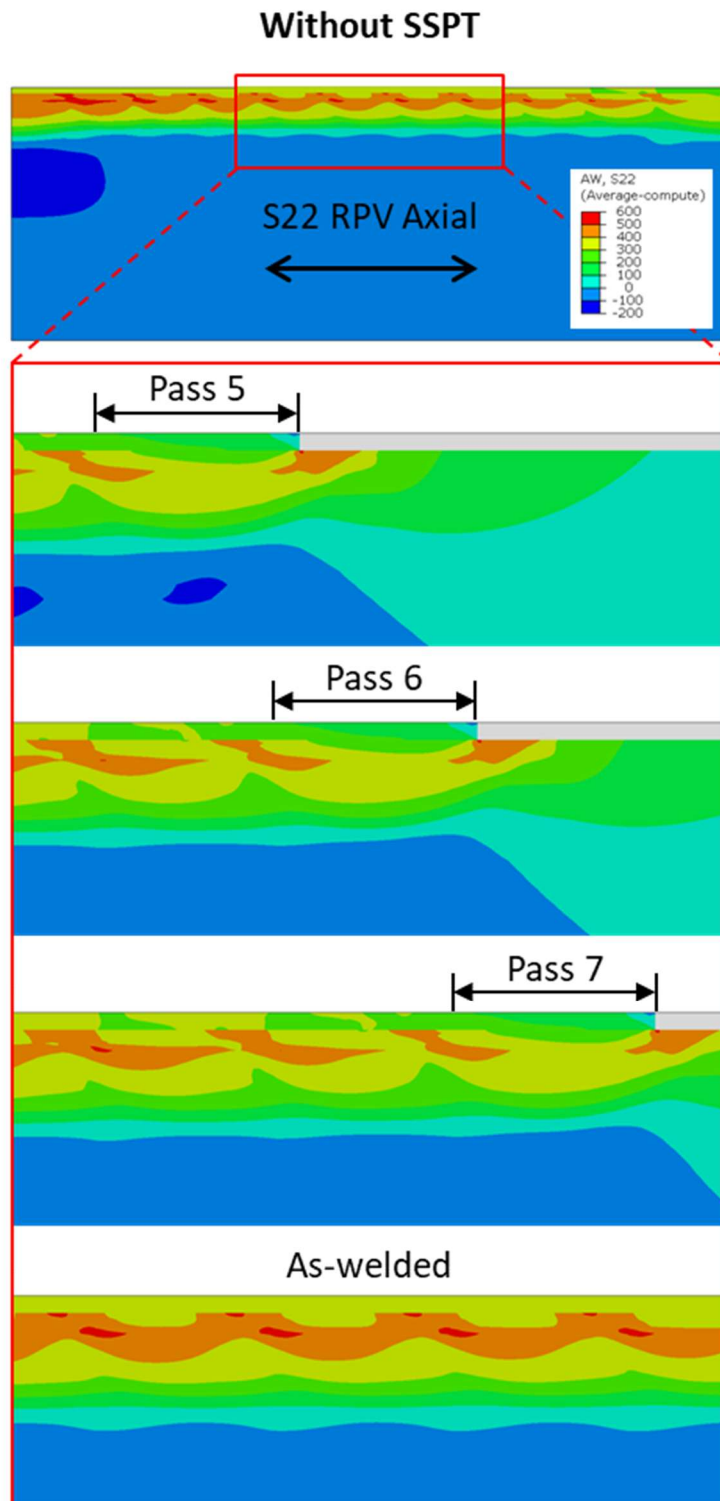 Without SSPT
AW, S22
(Average-compute)
600
500
400
300
200
100
0
-100
-200
S22 RPV Axial
Pass 5
Pass 6
Pass 7
As-welded